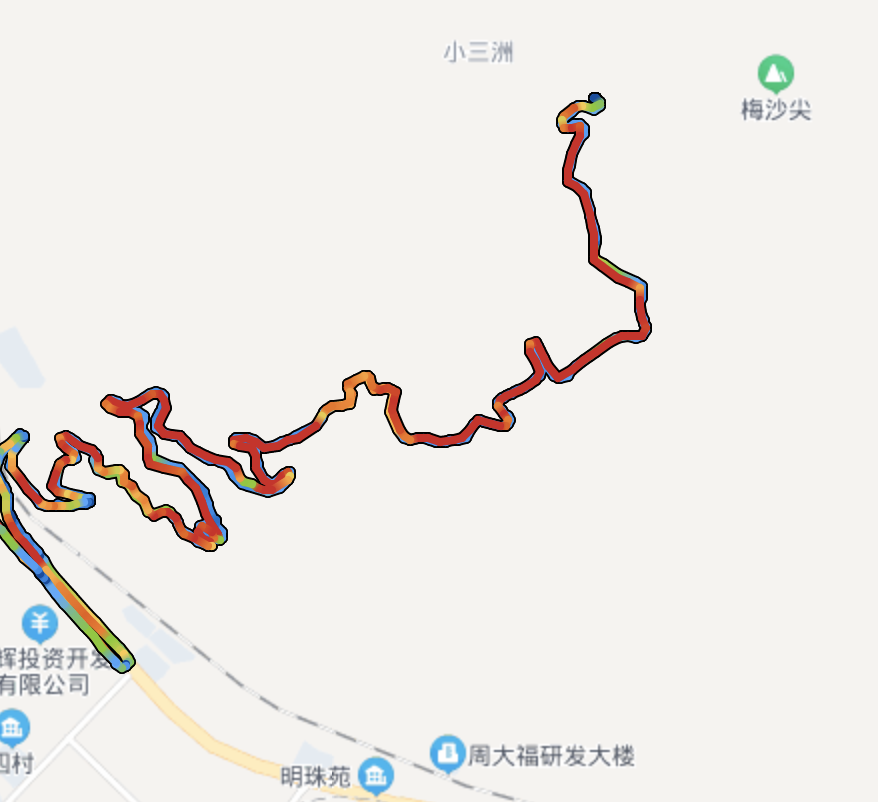 小三洲
梅沙尖
辉投资开发
有限公司
四村
周大福研发大楼
明珠苑